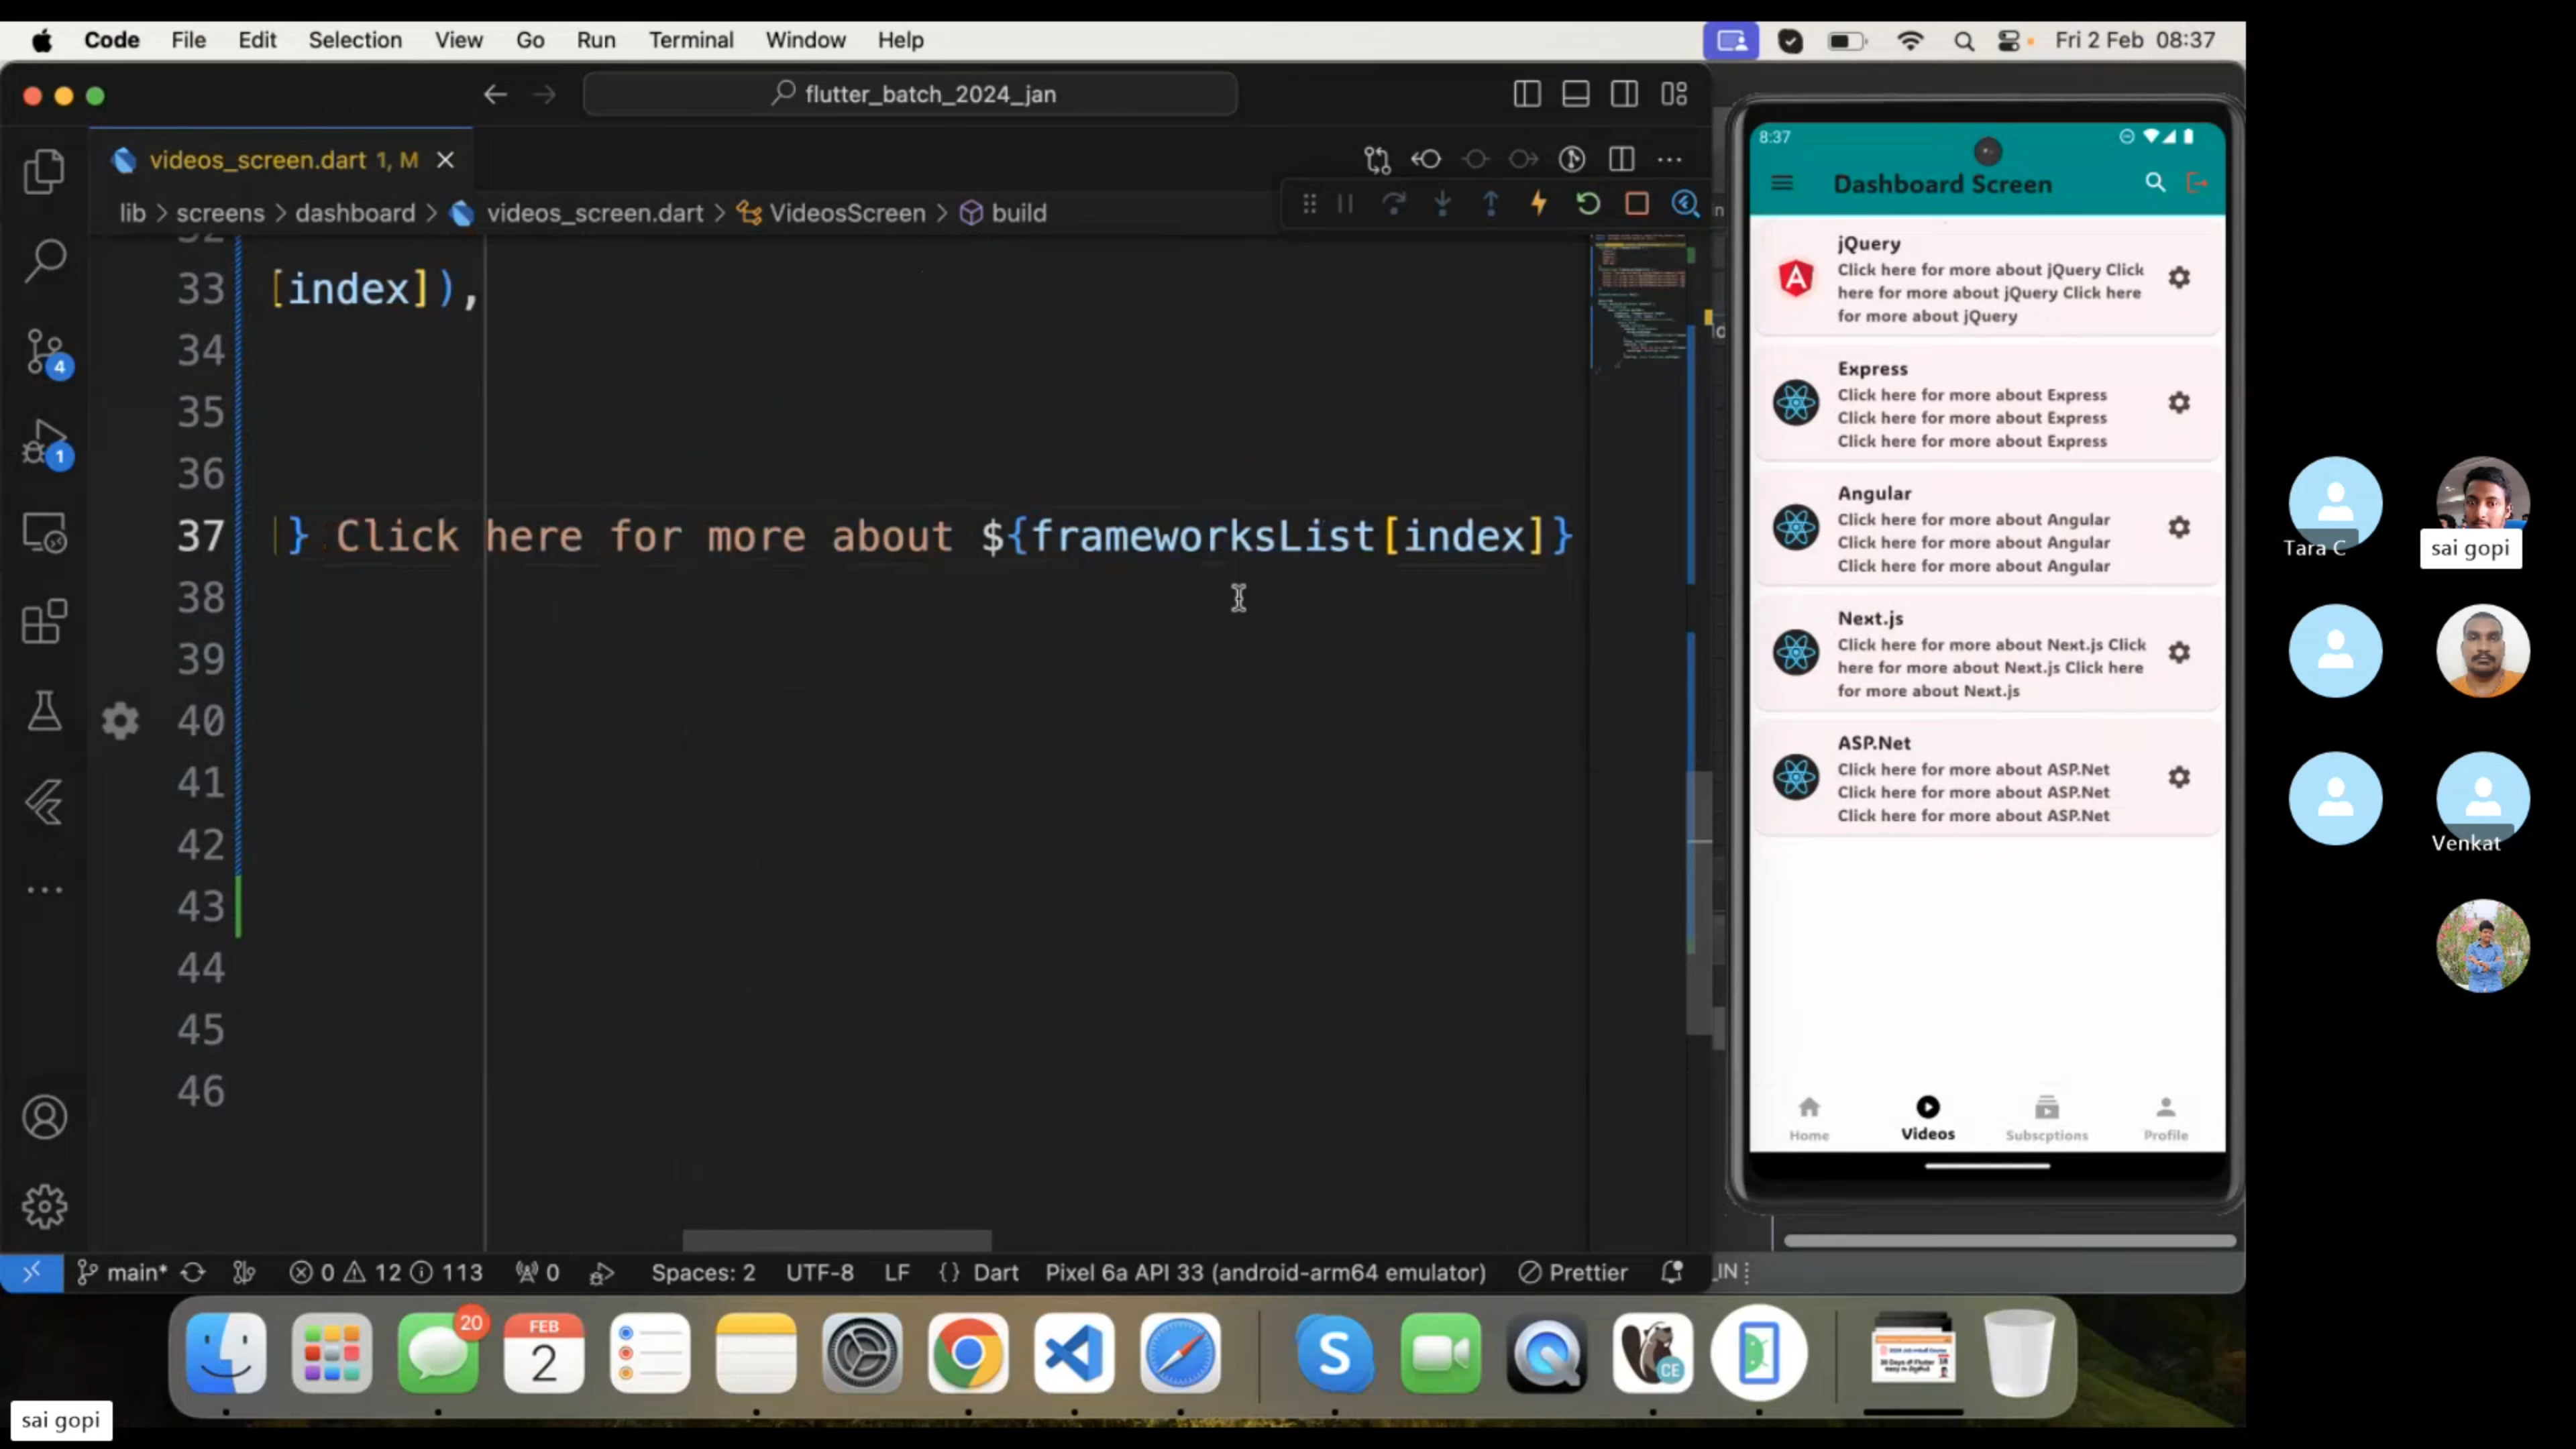 Code File Edit Selection View Go Run Terminal Window Help
Fri 2 Feb 08:37
flutter_batch_2024_jan
videos_screen.dart 1, M
lib > screens > dashboard > videos_screen.dart > VideosScreen > build
33 [index]),
34
35
36
37 } Click here for more about ${frameworksList[index]}
38
39
40
41
42
43
44
45
46
4
1
main* 0 12 113 0 Spaces: 2 UTF-8 LF {} Dart Pixel 6a API 33 (android-arm64 emulator) Prettier
IN
8:37
Dashboard Screen
jQuery
Click here for more about jQuery Click
here for more about jQuery Click here
for more about jQuery
Express
Click here for more about Express
Click here for more about Express
Click here for more about Express
Angular
Click here for more about Angular
Click here for more about Angular
Click here for more about Angular
Next.js
Click here for more about Next.js Click
here for more about Next.js Click here
for more about Next.js
ASP.Net
Click here for more about ASP.Net
Click here for more about ASP.Net
Click here for more about ASP.Net
Home Videos Subscptions Profile
Tara C
sai gopi
Venkat
20
FEB
2
CE
sai gopi